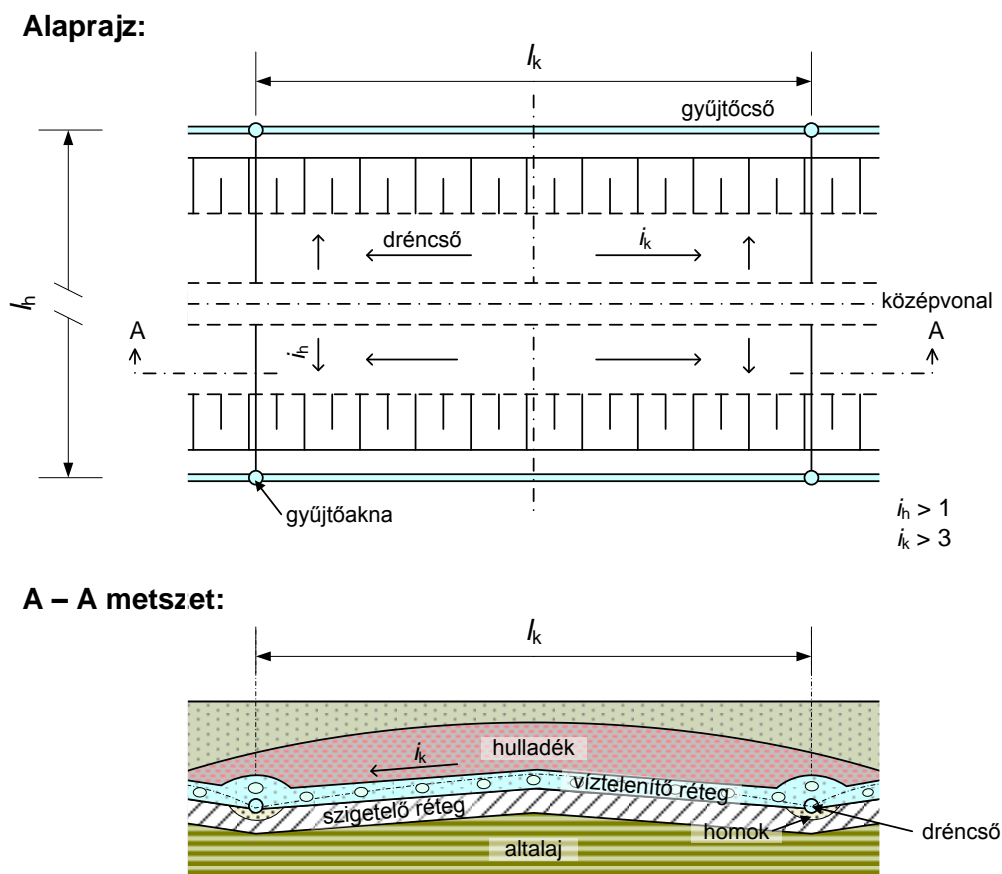 Alaprajz:
lk
gyűjtőcső
dréncső
ik
lh
középvonal
A
A
ih
gyűjtőakna
ih > 1
ik > 3
A – A metszet:
lk
hulladék
ik
víztelenítő réteg
szigetelő réteg
homok
dréncső
altalaj